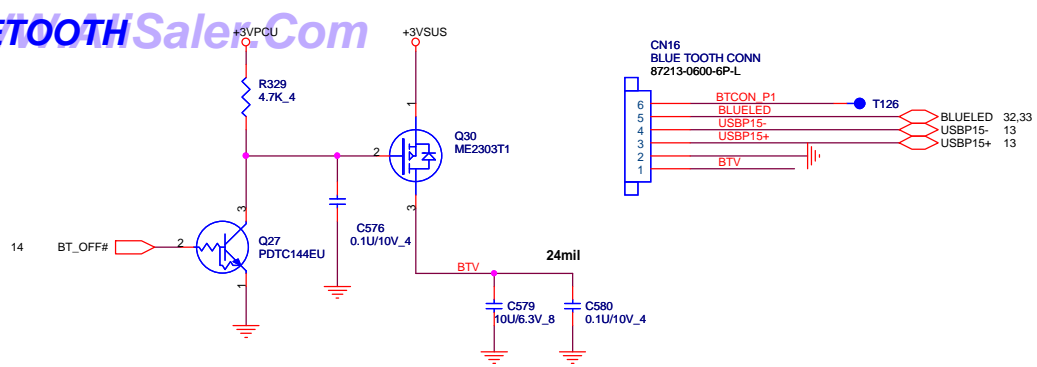 ETOOTH
W.AliSaler.Com
+3VPCU
+3VSUS
R329
4.7K_4
1
Q30
ME2303T1
2
3
3
C576
0.1U/10V_4
14
BT_OFF#
2
Q27
PDTC144EU
1
BTV
24mil
C579
10U/6.3V_8
C580
0.1U/10V_4
CN16
BLUE TOOTH CONN
87213-0600-6P-L
6
BTCON_P1
T126
5
BLUELED
BLUELED 32,33
4
USBP15-
USBP15- 13
3
USBP15+
USBP15+ 13
2
1
BTV